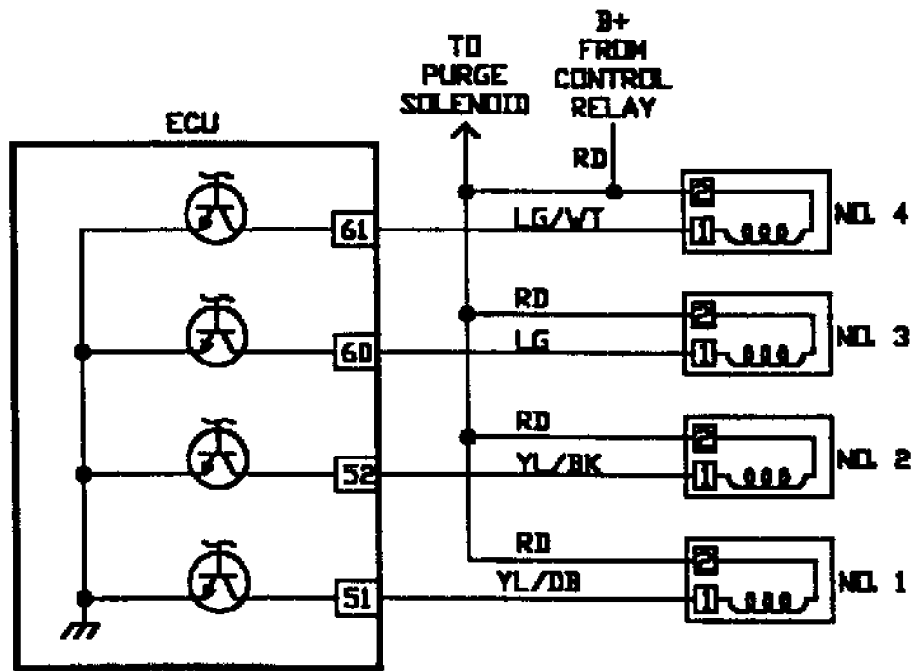 B+
FROM
CONTROL
RELAY
TO
PURGE
SOLENOID
ECU
RD
61
LG/WT
2
1
NO. 4
RD
60
LG
2
1
NO. 3
RD
52
YL/BK
2
1
NO. 2
RD
51
YL/DB
2
1
NO. 1